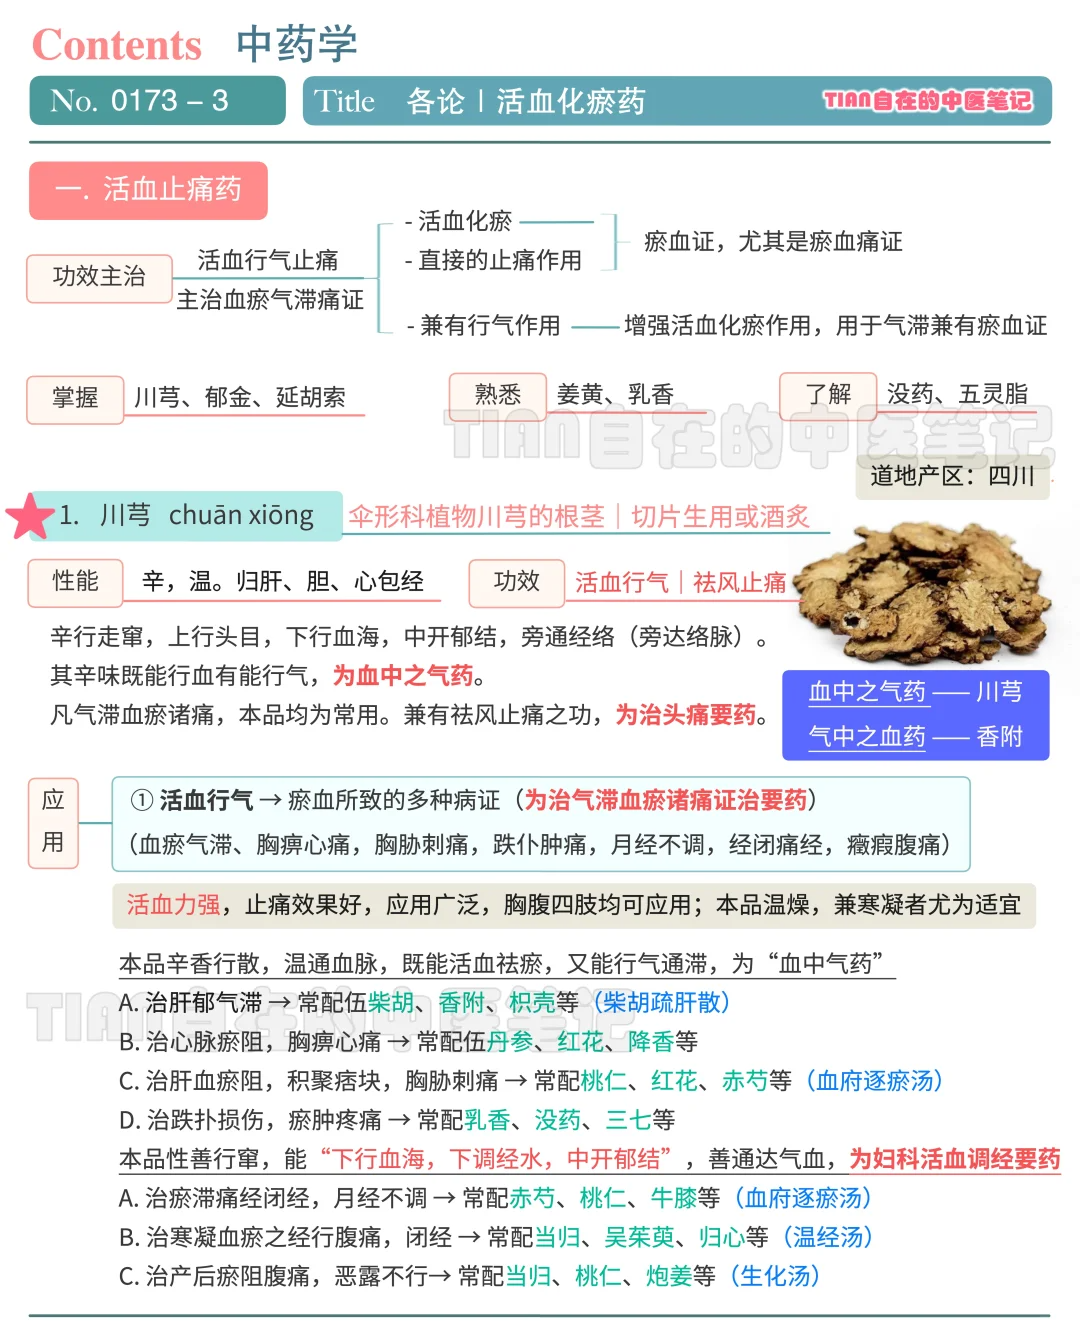 Contents 中药学
No. 0173 – 3
Title 各论 | 活血化瘀药
TIAN自在的中医笔记
一. 活血止痛药
功效主治
活血行气止痛
主治血瘀气滞痛证
- 活血化瘀
- 直接的止痛作用
瘀血证，尤其是瘀血痛证
- 兼有行气作用 —— 增强活血化瘀作用，用于气滞兼有瘀血证
掌握 川芎、郁金、延胡索
熟悉 姜黄、乳香
了解 没药、五灵脂
TIAN自在的中医笔记
道地产区：四川
1. 川芎 chuān xiōng 伞形科植物川芎的根茎｜切片生用或酒炙
性能 辛，温。归肝、胆、心包经
功效 活血行气｜祛风止痛
辛行走窜，上行头目，下行血海，中开郁结，旁通经络（旁达络脉）。
其辛味既能行血有能行气，为血中之气药。
凡气滞血瘀诸痛，本品均为常用。兼有祛风止痛之功，为治头痛要药。
血中之气药 —— 川芎
气中之血药 —— 香附
应用
① 活血行气 → 瘀血所致的多种病证（为治气滞血瘀诸痛证治要药）
（血瘀气滞、胸痹心痛，胸胁刺痛，跌仆肿痛，月经不调，经闭痛经，癥瘕腹痛）
活血力强，止痛效果好，应用广泛，胸腹四肢均可应用；本品温燥，兼寒凝者尤为适宜
本品辛香行散，温通血脉，既能活血祛瘀，又能行气通滞，为“血中气药”
A. 治肝郁气滞 → 常配伍柴胡、香附、枳壳等（柴胡疏肝散）
TIAN自在的中医笔记
B. 治心脉瘀阻，胸痹心痛 → 常配伍丹参、红花、降香等
C. 治肝血瘀阻，积聚痞块，胸胁刺痛 → 常配桃仁、红花、赤芍等（血府逐瘀汤）
D. 治跌扑损伤，瘀肿疼痛 → 常配乳香、没药、三七等
本品性善行窜，能“下行血海，下调经水，中开郁结”，善通达气血，为妇科活血调经要药
A. 治瘀滞痛经闭经，月经不调 → 常配赤芍、桃仁、牛膝等（血府逐瘀汤）
B. 治寒凝血瘀之经行腹痛，闭经 → 常配当归、吴茱萸、归心等（温经汤）
C. 治产后瘀阻腹痛，恶露不行→ 常配当归、桃仁、炮姜等（生化汤）